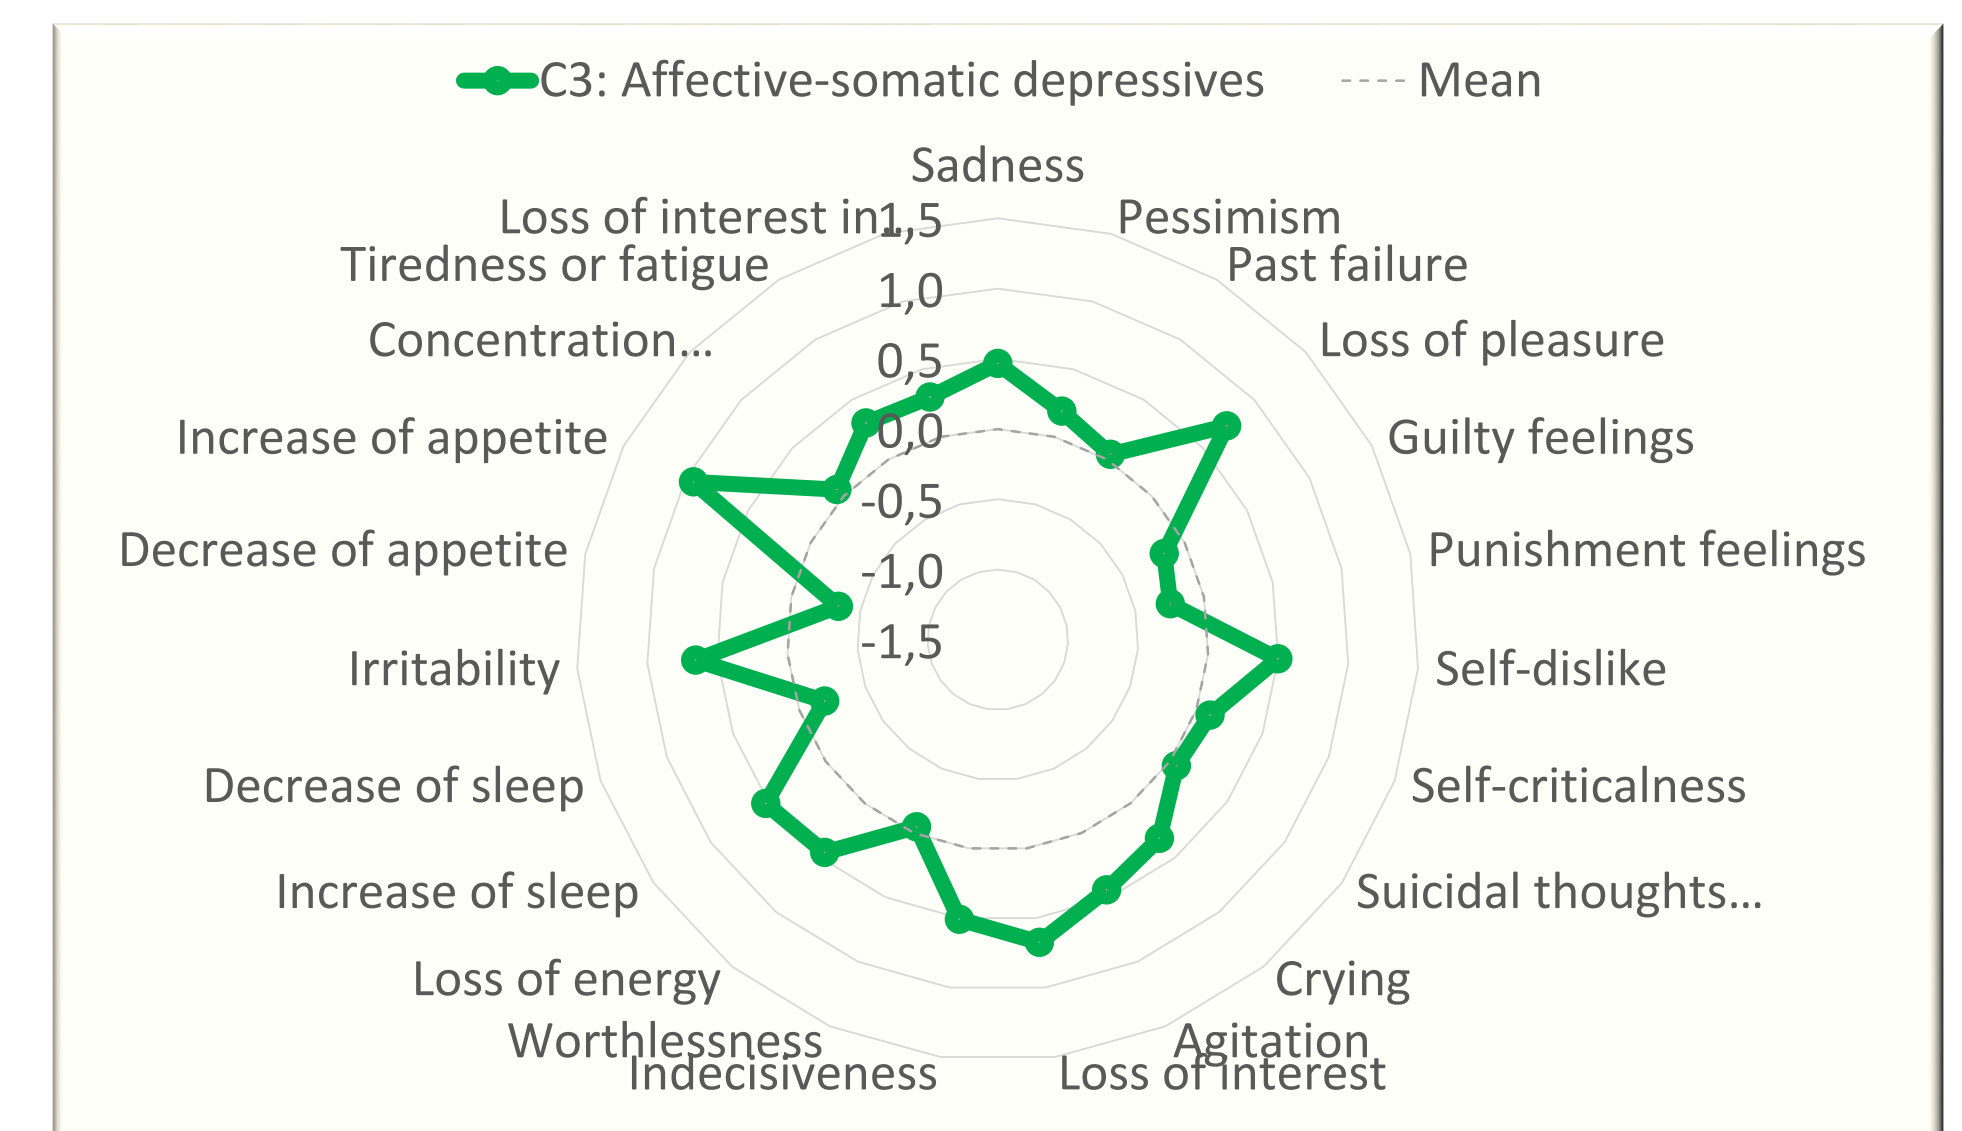 C3: Affective-somatic depressives
Mean
Sadness
Pessimism
Past failure
Loss of pleasure
Guilty feelings
Punishment feelings
Self-dislike
Self-criticalness
Suicidal thoughts…
Crying
Agitation
Loss of interest
Indecisiveness
Worthlessness
Loss of energy
Increase of sleep
Decrease of sleep
Irritability
Decrease of appetite
Increase of appetite
Concentration…
Tiredness or fatigue
Loss of interest in…
1,5
1,0
0,5
0,0
-0,5
-1,0
-1,5